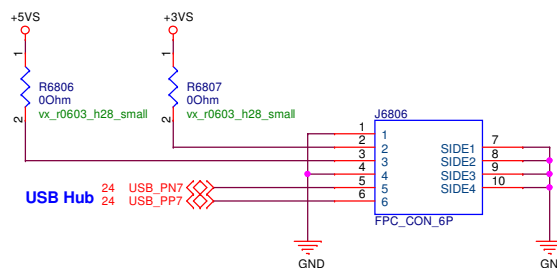 +5VS
+3VS
1
1
R6806
0Ohm
vx_r0603_h28_small
R6807
0Ohm
vx_r0603_h28_small
2
2
J6806
1 1
2 2
3 3
4 4
5 5
6 6
SIDE1 7
SIDE2 8
SIDE3 9
SIDE4 10
USB Hub
24 USB_PN7
24 USB_PP7
FPC_CON_6P
GND
GN